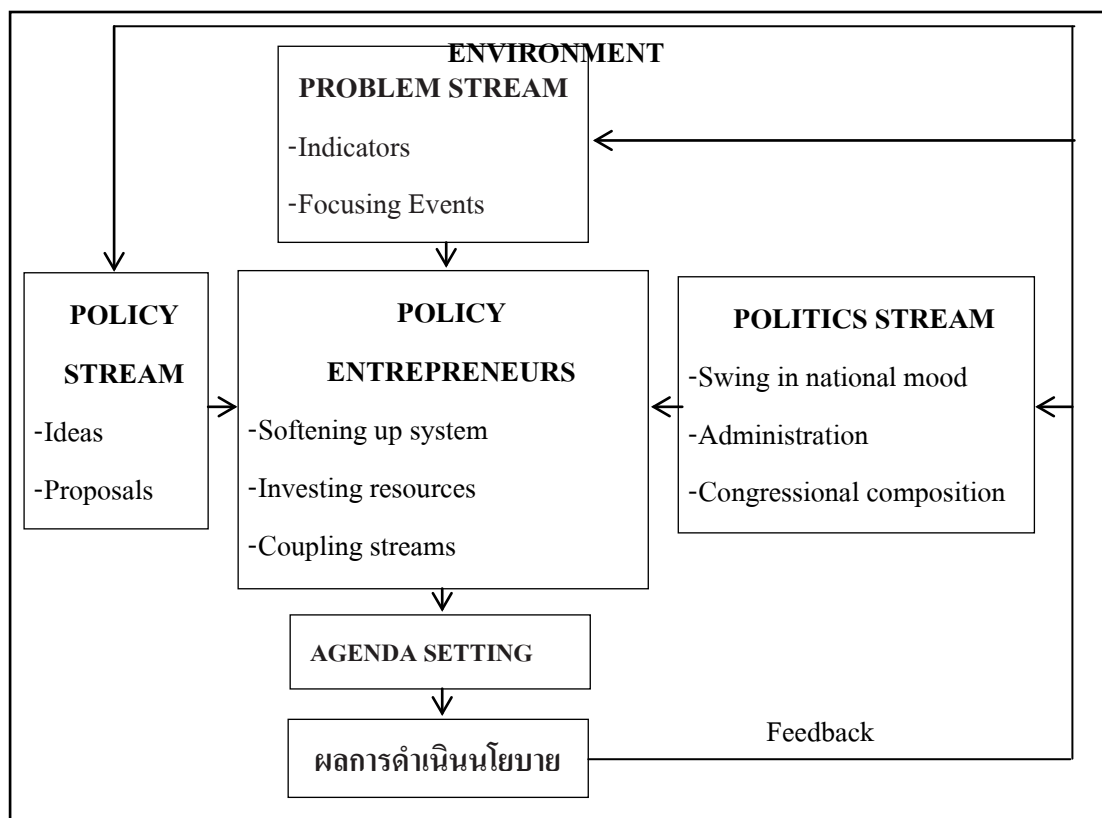 ENVIRONMENT
PROBLEM STREAM
-Indicators
-Focusing Events
POLICY
STREAM
-Ideas
-Proposals
POLICY
ENTREPRENEURS
-Softening up system
-Investing resources
-Coupling streams
POLITICS STREAM
-Swing in national mood
-Administration
-Congressional composition
AGENDA SETTING
ผลการดำเนินนโยบาย
Feedback